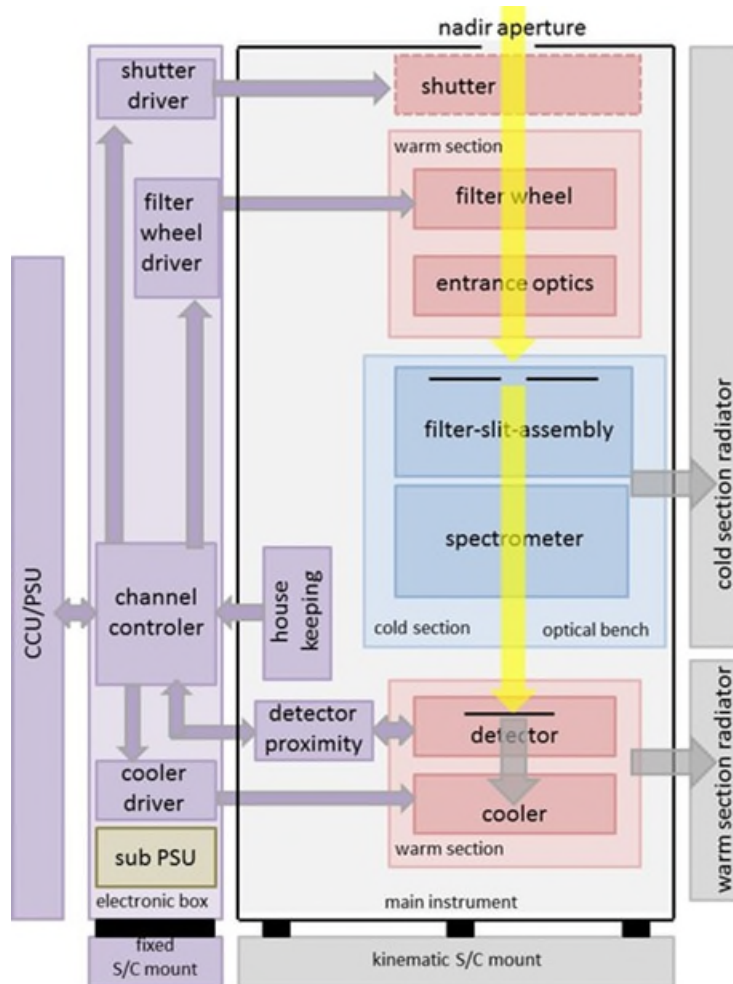 nadir aperture
shutter
driver
shutter
warm section
filter
wheel
driver
filter wheel
entrance optics
cold section radiator
filter-slit-assembly
spectrometer
cold section
optical bench
CCU/PSU
channel
controler
house
keeping
detector
proximity
detector
cooler
driver
cooler
warm section
warm section radiator
sub PSU
electronic box
main instrument
fixed
S/C mount
kinematic S/C mount